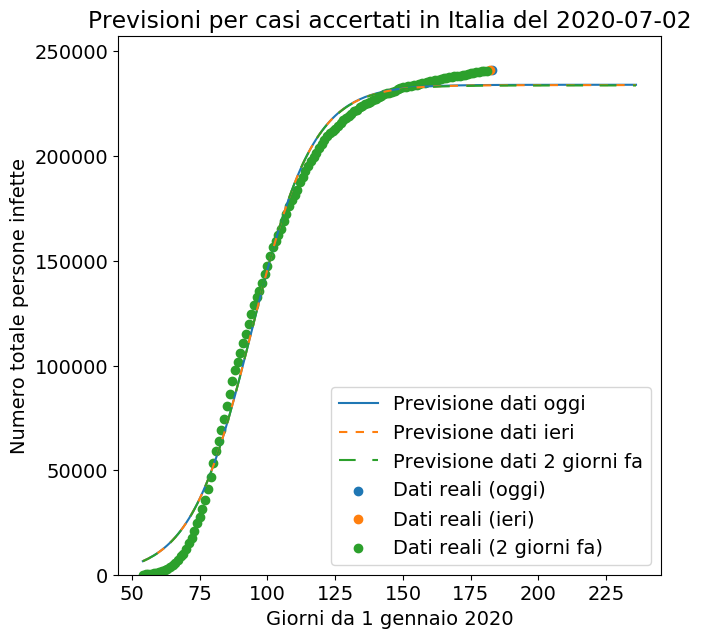 Previsioni per casi accertati in Italia del 2020-07-02
250000
200000
150000
100000
50000
0
Numero totale persone infette
50
75
100
125
150
175
200
225
Giorni da 1 gennaio 2020
Previsione dati oggi
Previsione dati ieri
Previsione dati 2 giorni fa
Dati reali (oggi)
Dati reali (ieri)
Dati reali (2 giorni fa)